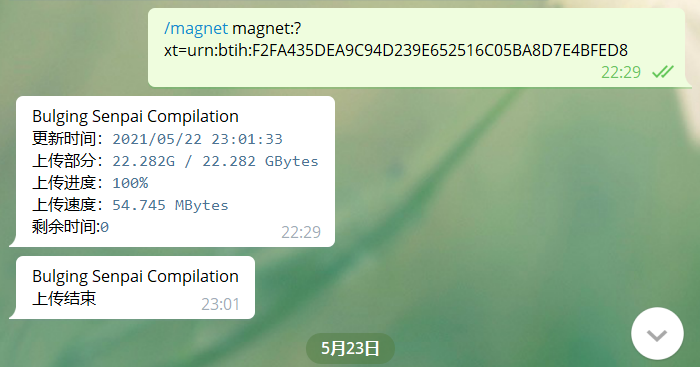 /magnet magnet:?
xt=urn:btih:F2FA435DEA9C94D239E652516C05BA8D7E4BFED8
22:29
Bulging Senpai Compilation
更新时间：2021/05/22 23:01:33
上传部分：22.282G / 22.282 GBytes
上传进度：100%
上传速度：54.745 MBytes
剩余时间:0
22:29
Bulging Senpai Compilation
上传结束
23:01
5月23日